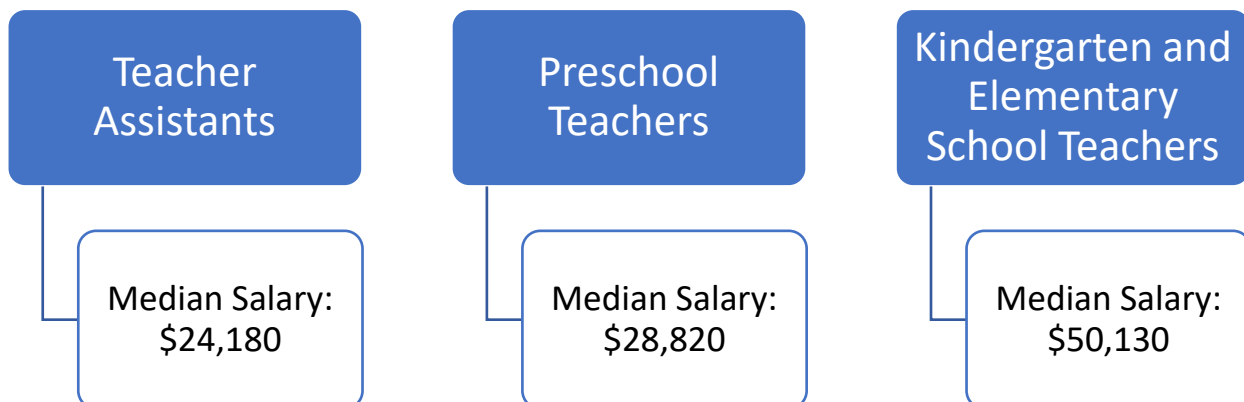 Teacher
Assistants
Median Salary:
$24,180
Preschool
Teachers
Median Salary:
$28,820
Kindergarten and
Elementary
School Teachers
Median Salary:
$50,130